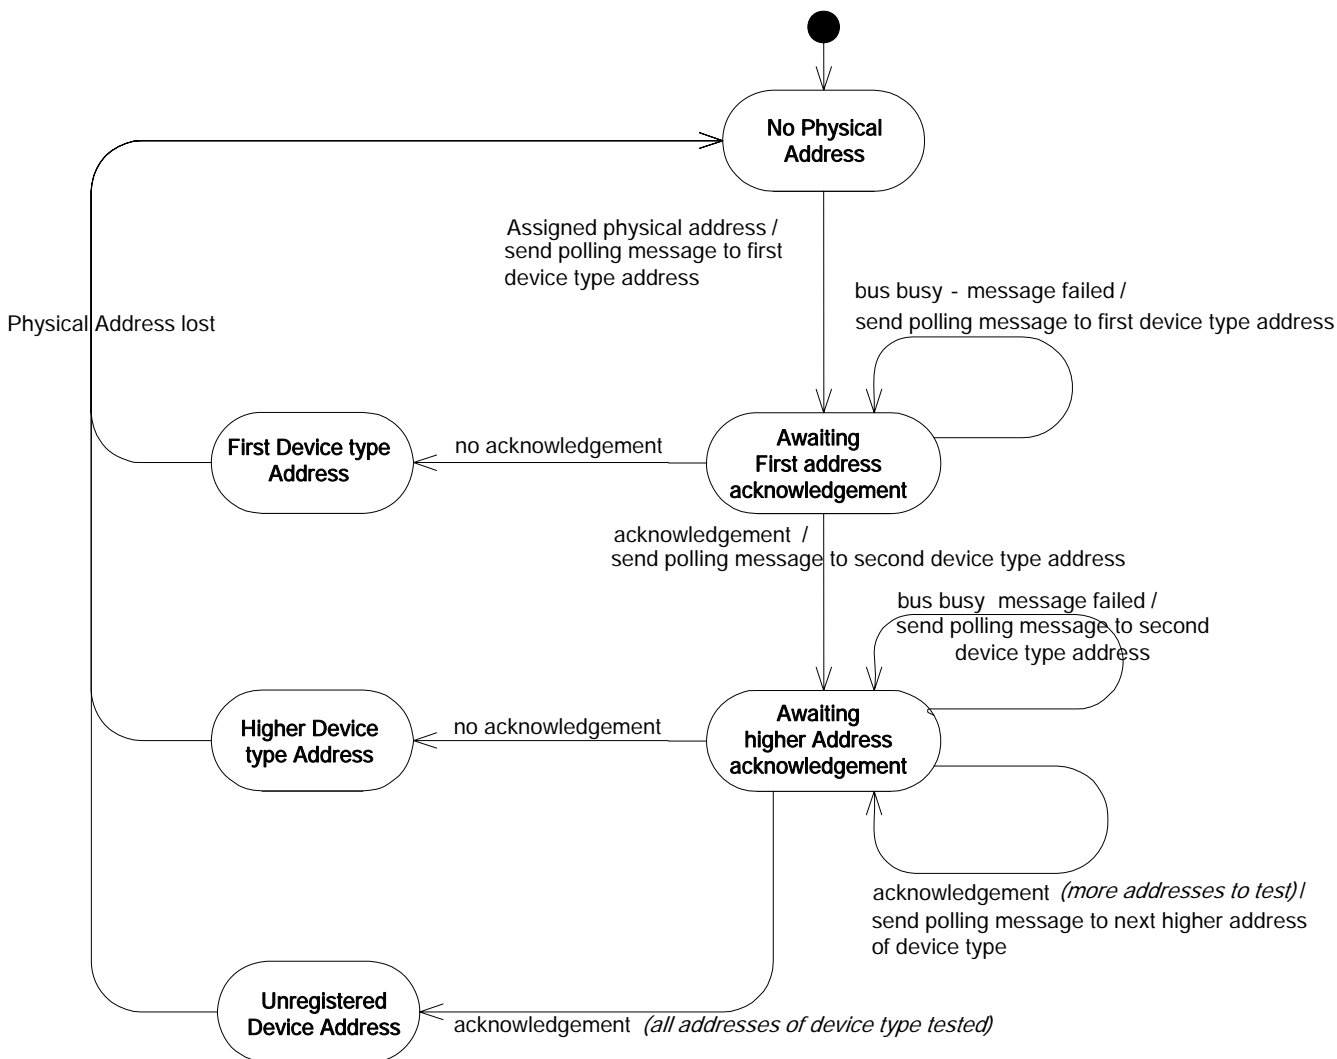 No Physical
Address
Assigned physical address /
send polling message to first
device type address
bus busy - message failed /
send polling message to first device type address
Physical Address lost
First Device type
Address
no acknowledgement
Awaiting
First address
acknowledgement
acknowledgement /
send polling message to second device type address
bus busy message failed /
send polling message to second
device type address
Higher Device
type Address
no acknowledgement
Awaiting
higher Address
acknowledgement
acknowledgement (more addresses to test)/
send polling message to next higher address
of device type
Unregistered
Device Address
acknowledgement (all addresses of device type tested)